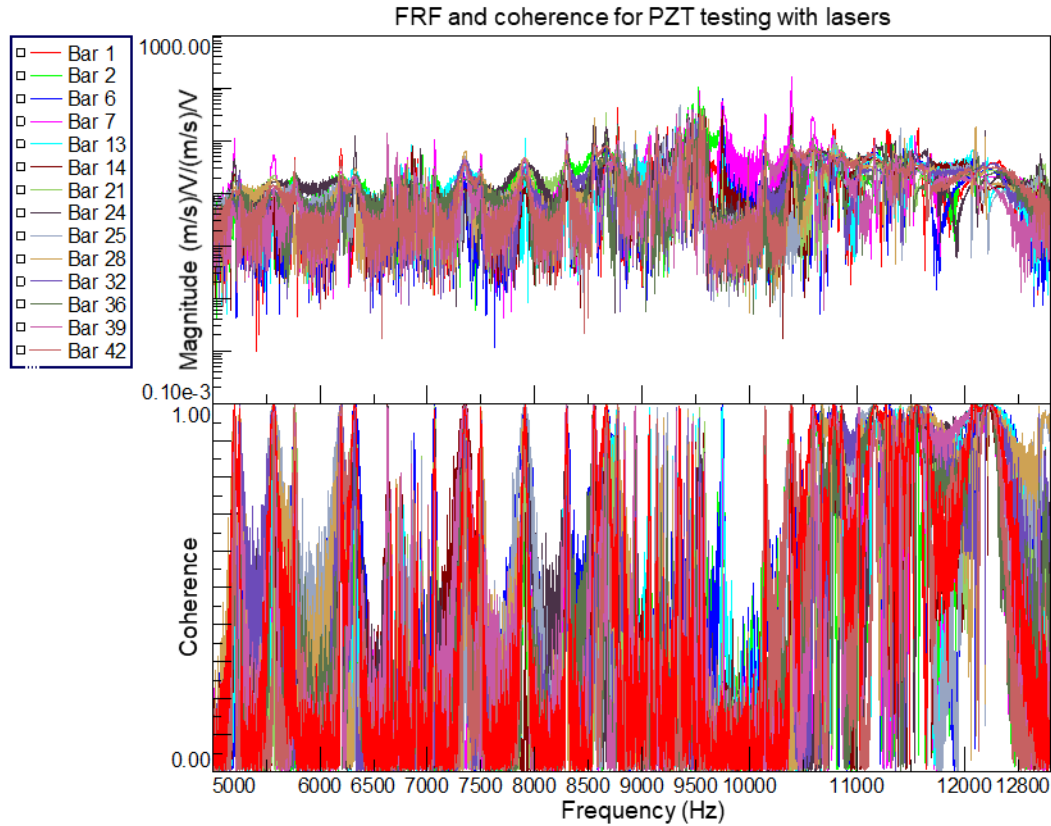 FRF and coherence for PZT testing with lasers
Bar 1
Bar 2
Bar 6
Bar 7
Bar 13
Bar 14
Bar 21
Bar 24
Bar 25
Bar 28
Bar 32
Bar 36
Bar 39
Bar 42
1000.00
Magnitude (m/s)/V/(m/s)/V
0.10e-3
1.00
Coherence
0.00
5000 6000 6500 7000 7500 8000 8500 9000 9500 10000 11000 12000 12800
Frequency (Hz)